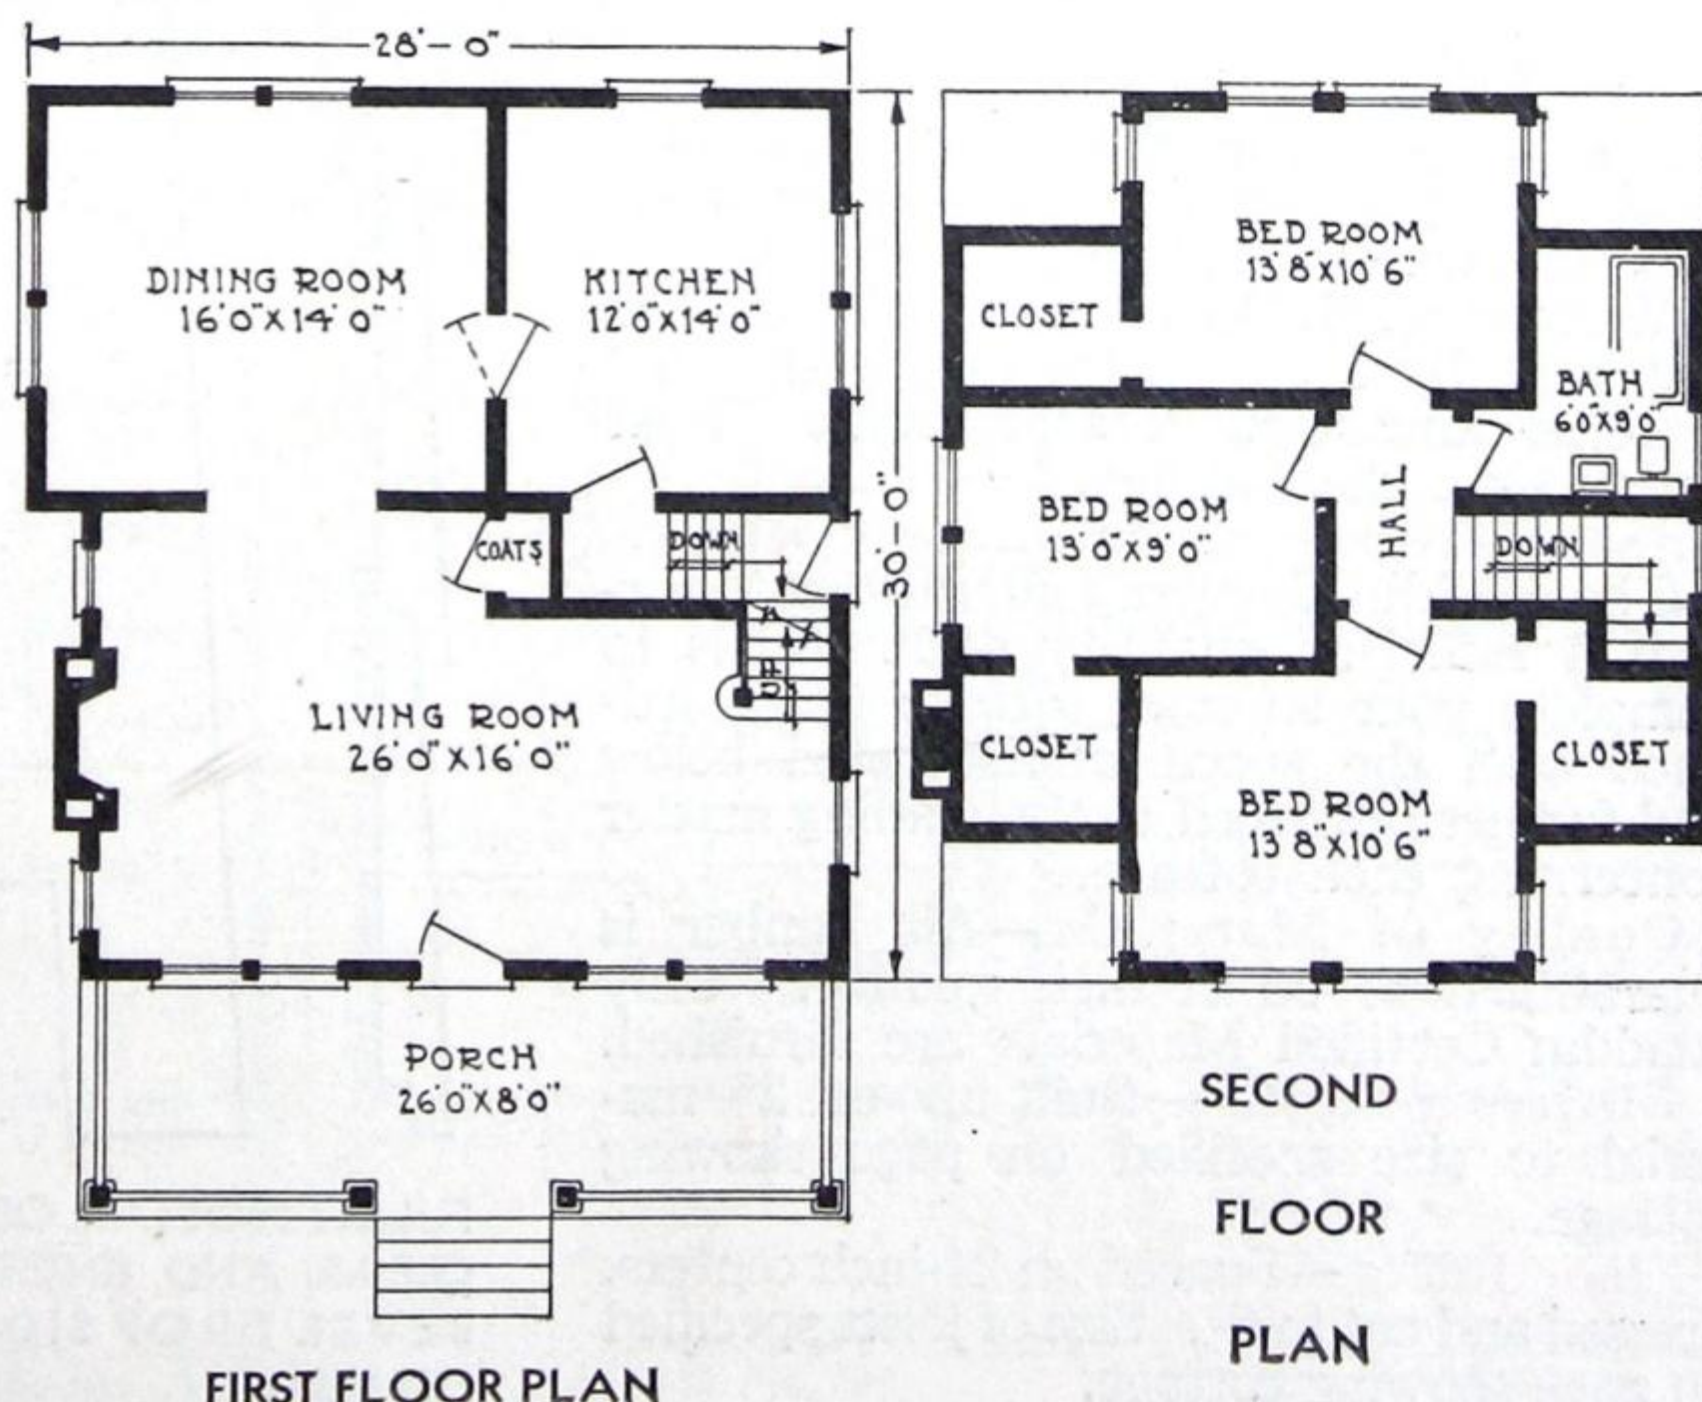 28'-0"
DINING ROOM
16'0"X14'0"
KITCHEN
12'0"X14'0"
COATS
DOWN
30'-0"
UP
LIVING ROOM
26'0"X16'0"
PORCH
26'0"X8'0"
FIRST FLOOR PLAN
BED ROOM
13'8"X10'6"
CLOSET
BATH
6'0"X9'0"
BED ROOM
13'0"X9'0"
HALL
DOWN
CLOSET
CLOSET
BED ROOM
13'8"X10'6"
SECOND
FLOOR
PLAN